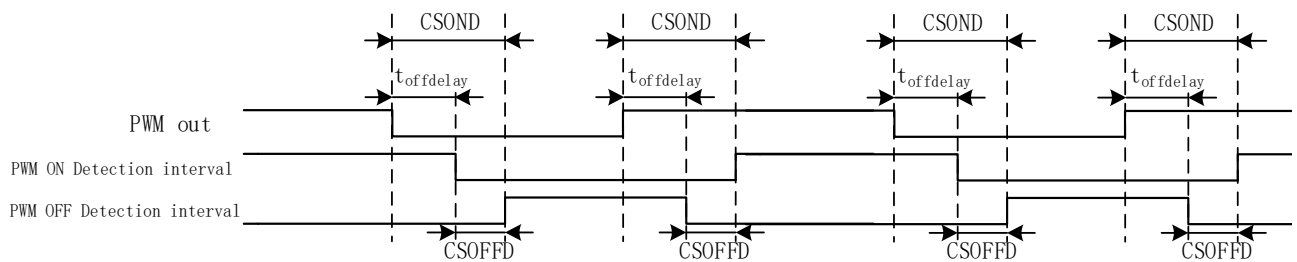 CSOND CSOND CSOND CSOND
toffdelay toffdelay toffdelay toffdelay
PWM out
PWM ON Detection interval
PWM OFF Detection interval
CSOFFD CSOFFD CSOFFD CSOFFD